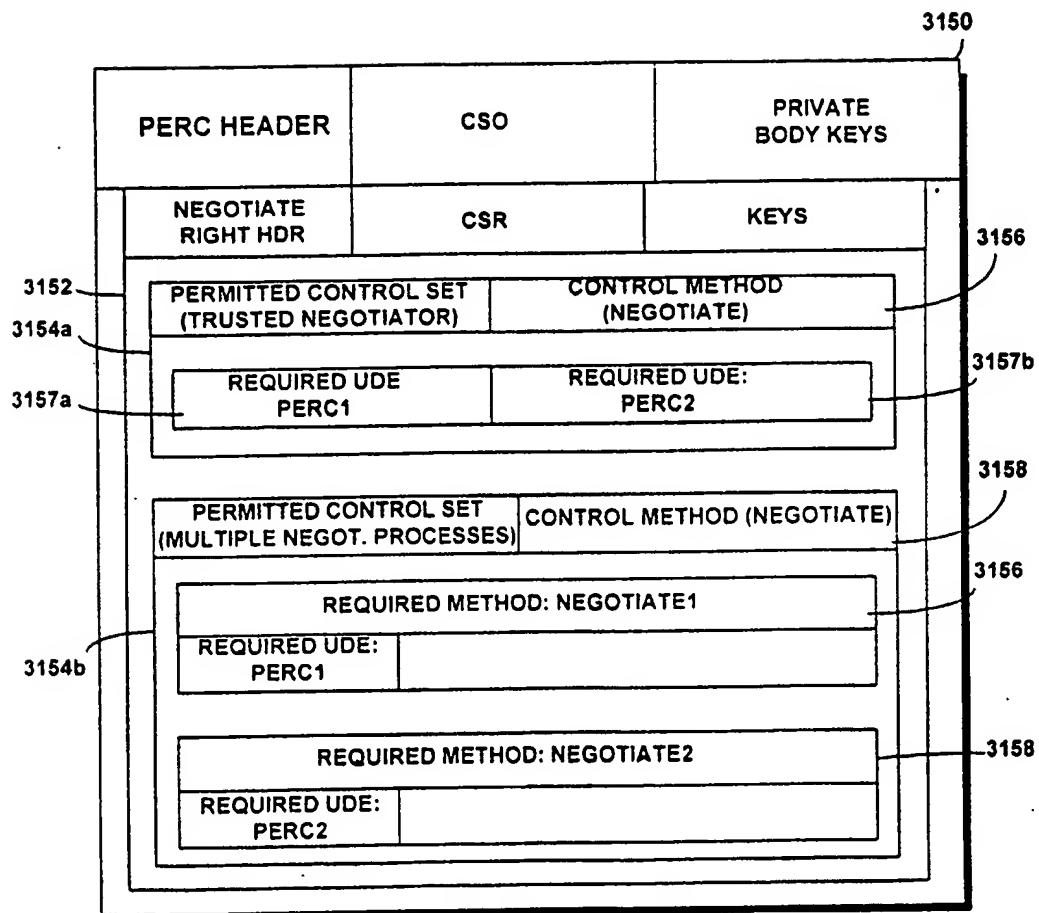 3150
PERC HEADER
CSO
PRIVATE
BODY KEYS
NEGOTIATE
RIGHT HDR
CSR
KEYS
3156
3152
PERMITTED CONTROL SET
(TRUSTED NEGOTIATOR)
CONTROL METHOD
(NEGOTIATE)
3154a
3157a
REQUIRED UDE
PERC1
REQUIRED UDE:
PERC2
3157b
3158
PERMITTED CONTROL SET
(MULTIPLE NEGOT. PROCESSES)
CONTROL METHOD (NEGOTIATE)
3156
REQUIRED METHOD: NEGOTIATE1
REQUIRED UDE:
PERC1
3154b
REQUIRED METHOD: NEGOTIATE2
3158
REQUIRED UDE:
PERC2